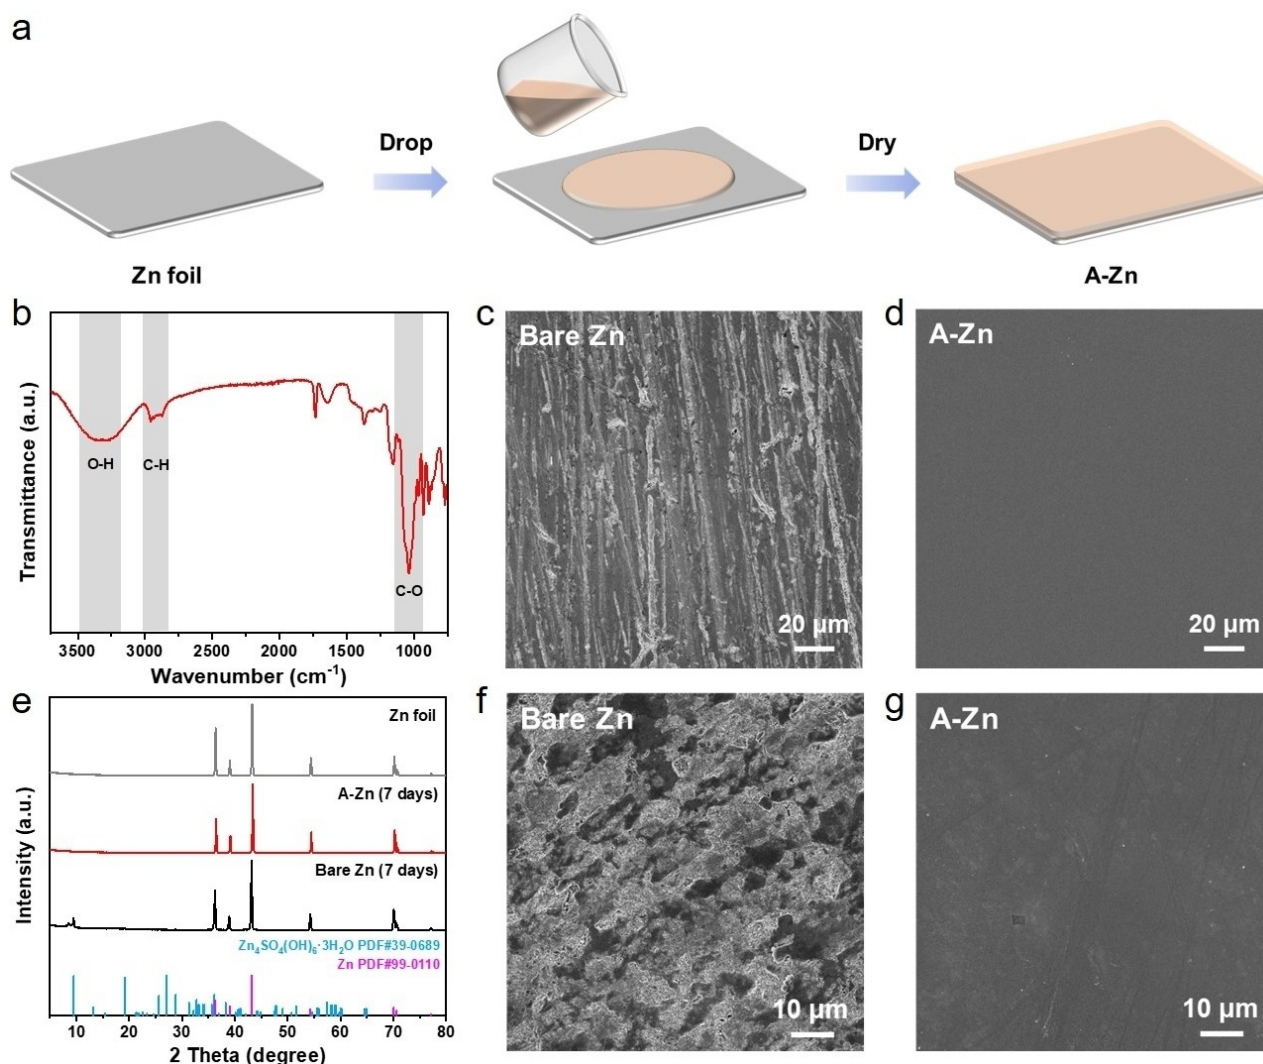 a
Drop
Dry
Zn foil
A-Zn
b
Transmittance (a.u.)
O-H
C-H
C-O
3500 3000 2500 2000 1500 1000
Wavenumber (cm⁻¹)
c
Bare Zn
20 µm
d
A-Zn
20 µm
e
Intensity (a.u.)
Zn foil
A-Zn (7 days)
Bare Zn (7 days)
Zn₄SO₄(OH)₆·3H₂O PDF#39-0689
Zn PDF#99-0110
10 20 30 40 50 60 70 80
2 Theta (degree)
f
Bare Zn
10 µm
g
A-Zn
10 µm